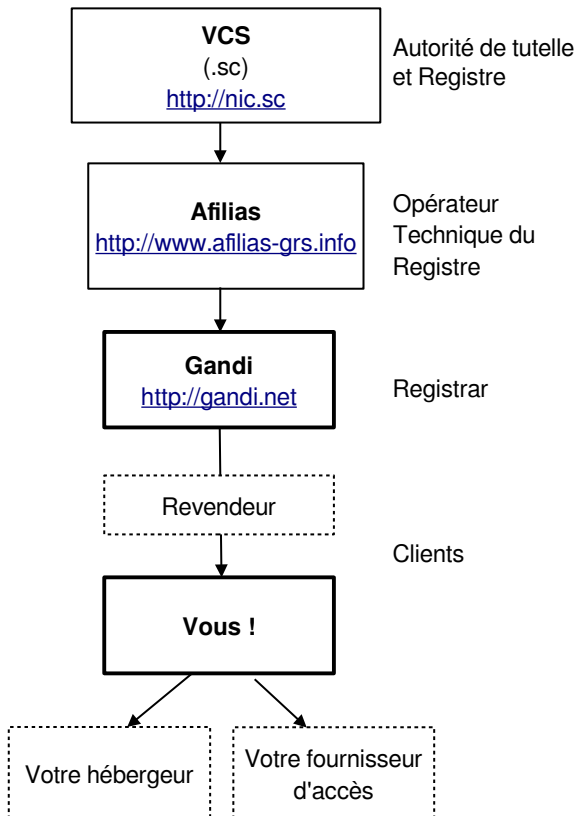 VCS
(.sc)
http://nic.sc
Autorité de tutelle
et Registre
Afilias
http://www.afilias-grs.info
Opérateur
Technique du
Registre
Gandi
http://gandi.net
Registrar
Revendeur
Clients
Vous !
Votre hébergeur
Votre fournisseur
d'accès